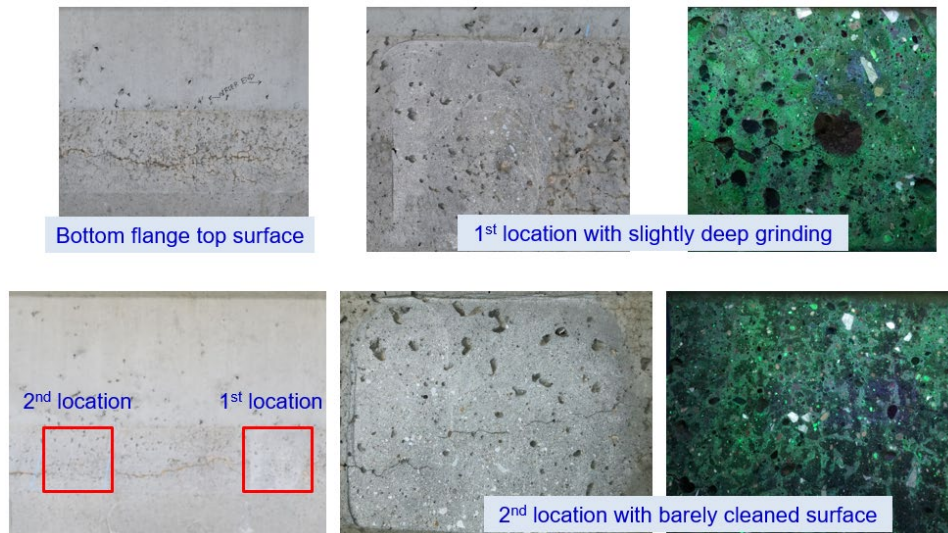 Bottom flange top surface
1st location with slightly deep grinding
2nd location
1st location
2nd location with barely cleaned surface